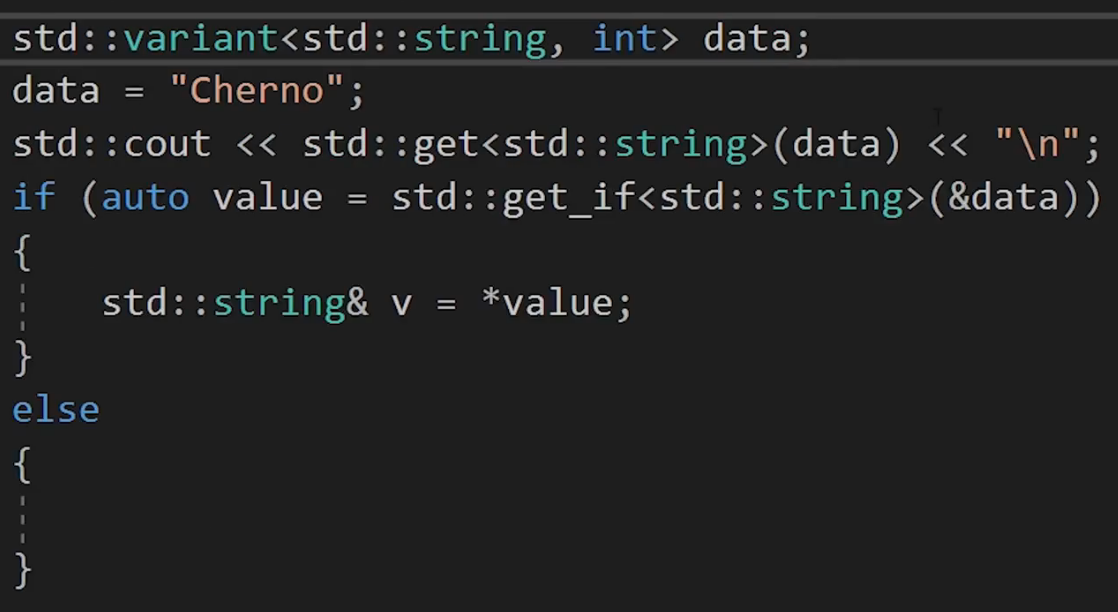 std::variant<std::string, int> data;
data = "Cherno";
std::cout << std::get<std::string>(data) << "\n";
if (auto value = std::get_if<std::string>(&data))
{
    std::string& v = *value;
}
else
{
}